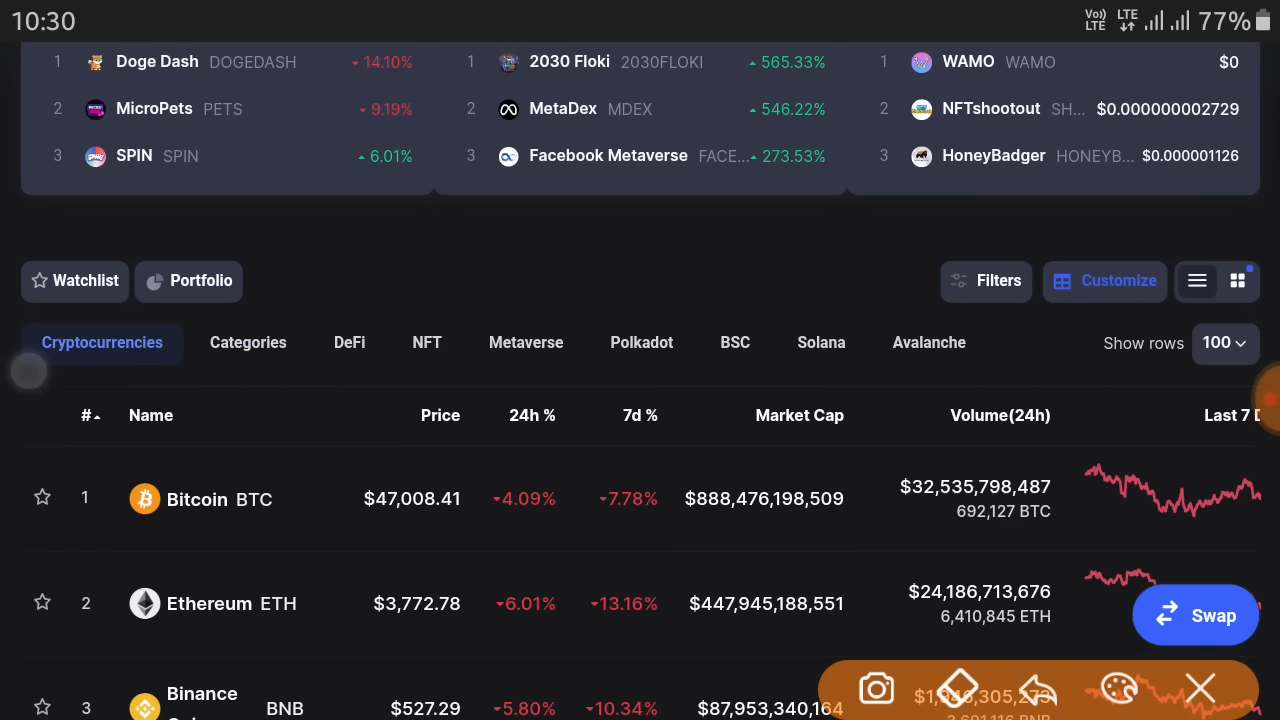 10:30 Vo)) LTE LTE 77%
1 Doge Dash DOGEDASH 14.10% 1 2030 Floki 2030FLOKI 565.33% 1 WAMO WAMO $0
2 MicroPets PETS 9.19% 2 MetaDex MDEX 546.22% 2 NFTshootout SH... $0.000000002729
3 SPIN SPIN 6.01% 3 Facebook Metaverse FACE... 273.53% 3 HoneyBadger HONEYB... $0.000001126
Watchlist Portfolio Filters Customize
Cryptocurrencies Categories DeFi NFT Metaverse Polkadot BSC Solana Avalanche Show rows 100
# Name Price 24h % 7d % Market Cap Volume(24h) Last 7 D
1 Bitcoin BTC $47,008.41 4.09% 7.78% $888,476,198,509 $32,535,798,487
692,127 BTC
2 Ethereum ETH $3,772.78 6.01% 13.16% $447,945,188,551 $24,186,713,676
6,410,845 ETH
Swap
3 Binance BNB $527.29 5.80% 10.34% $87,953,340,164